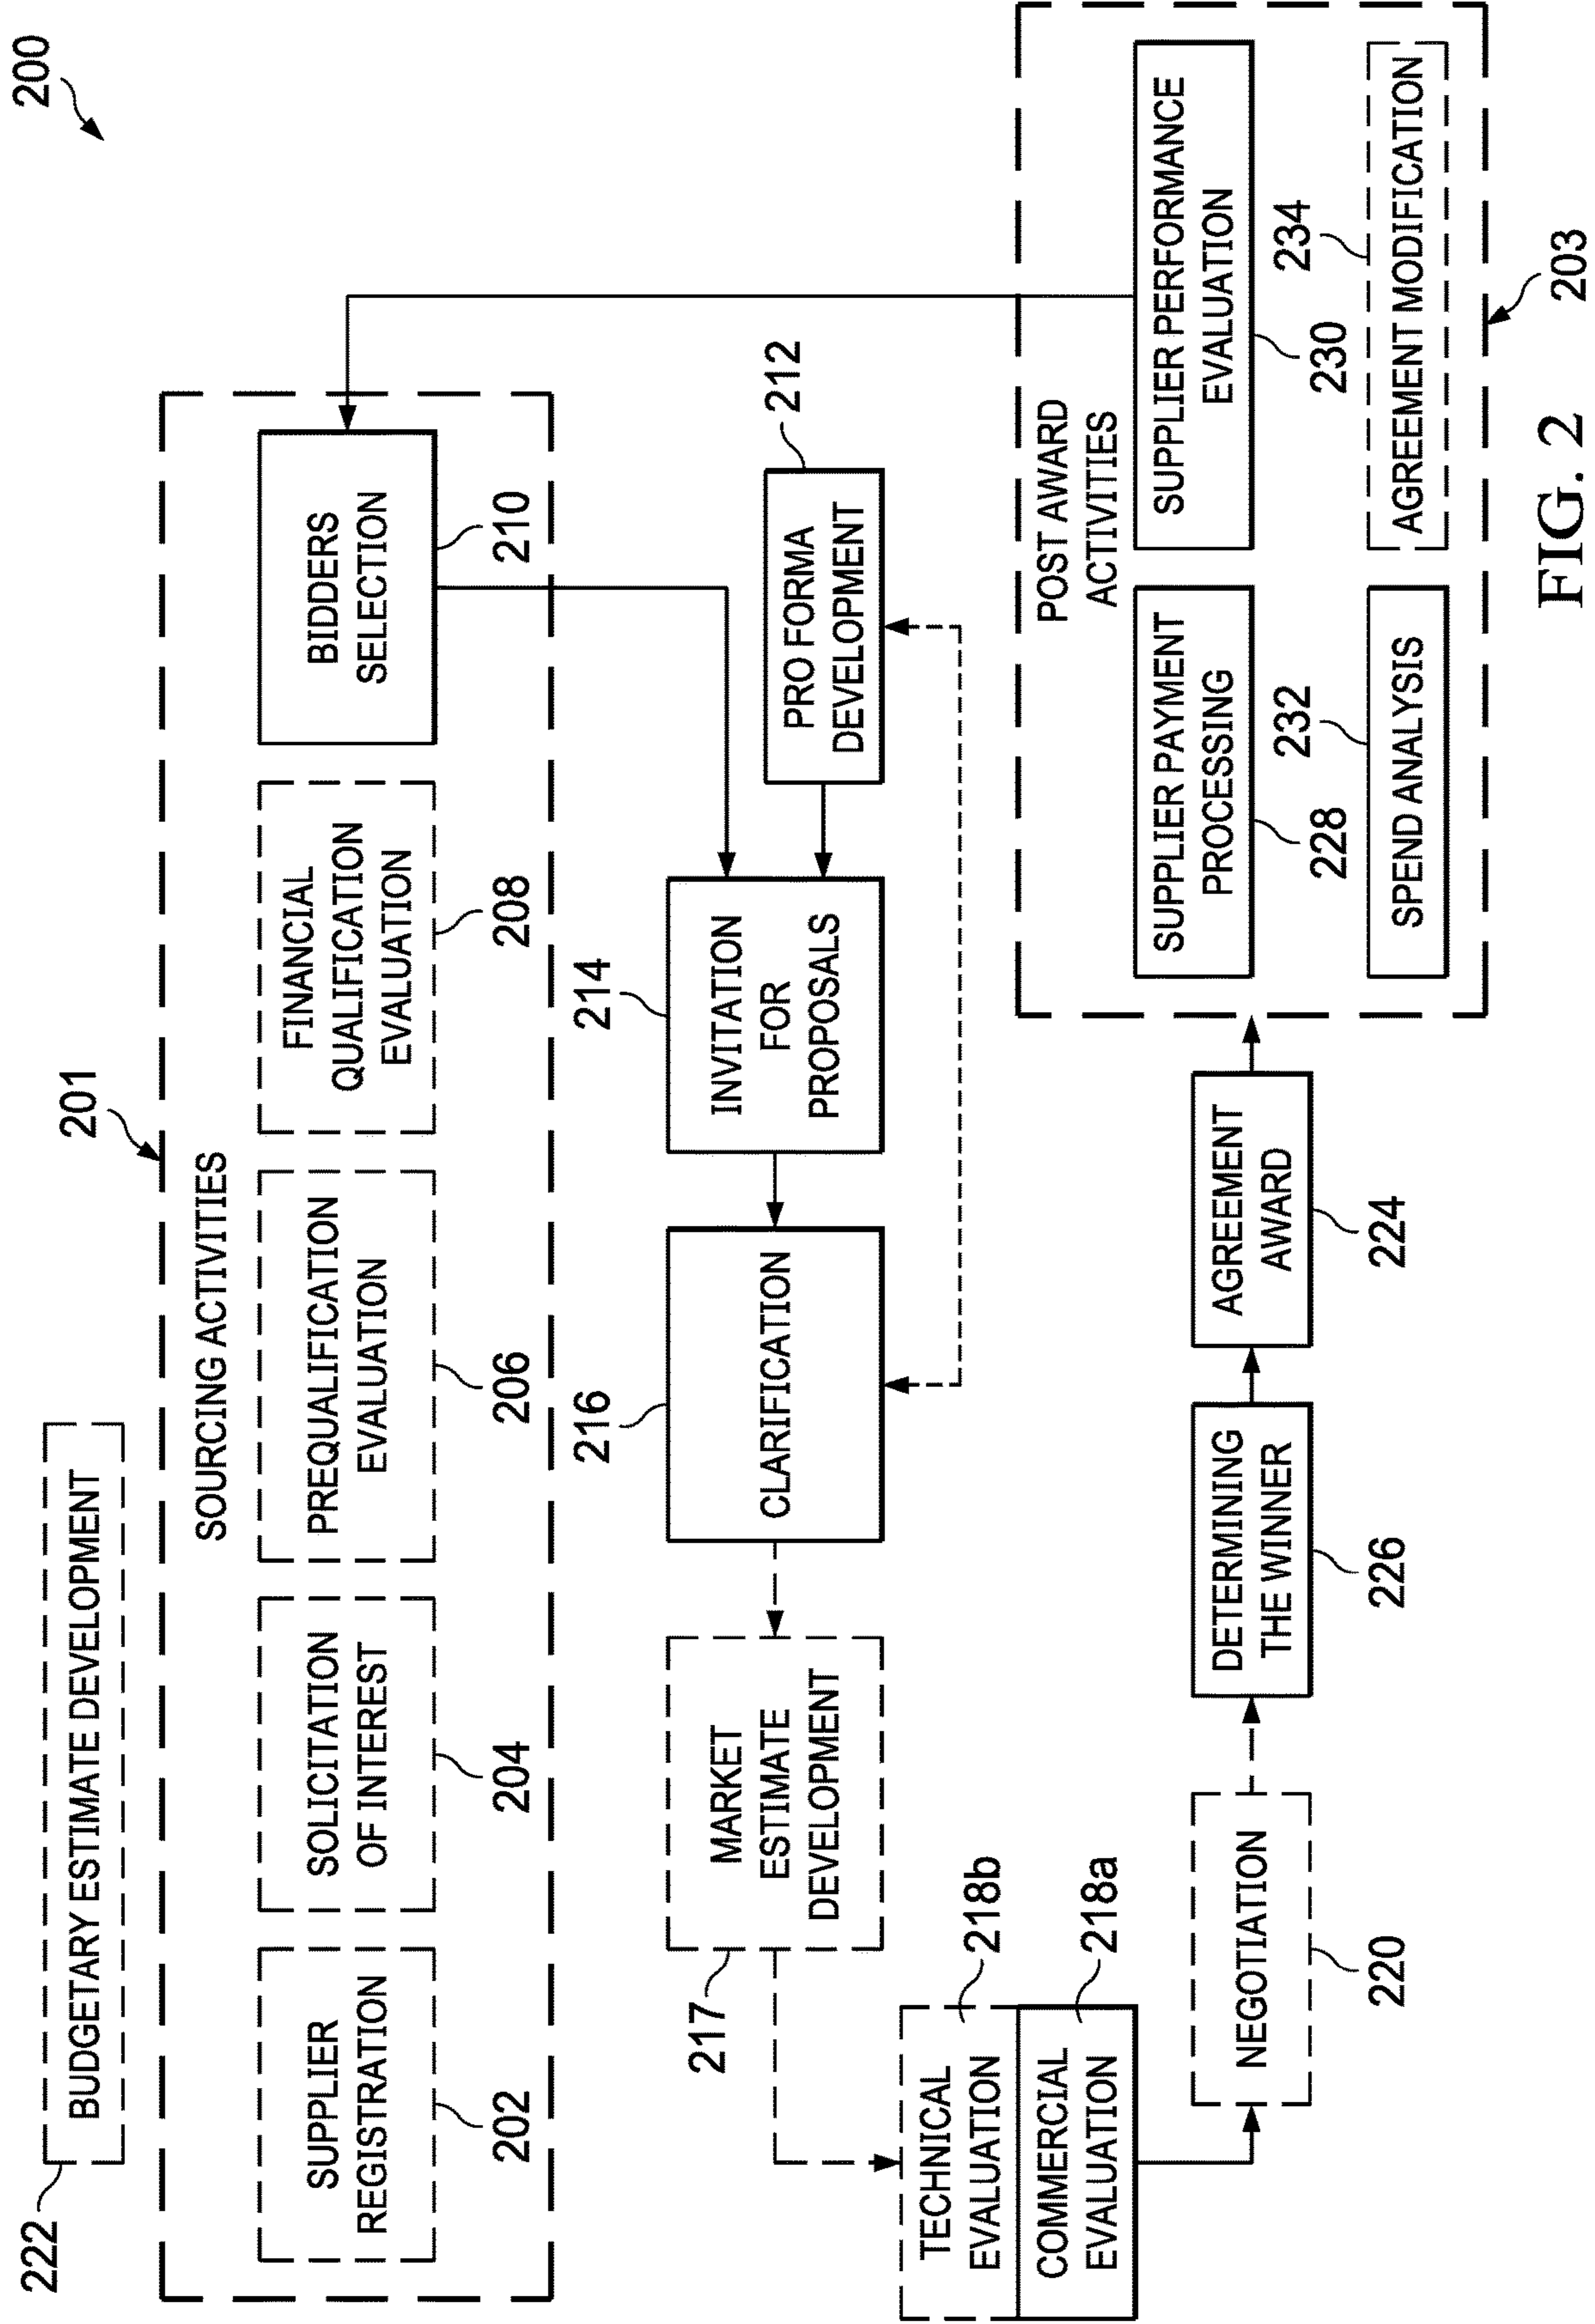 200
222
BUDGETARY ESTIMATE DEVELOPMENT
201
SOURCING ACTIVITIES
SUPPLIER
REGISTRATION
202
SOLICITATION
OF INTEREST
204
PREQUALIFICATION
EVALUATION
206
FINANCIAL
QUALIFICATION
EVALUATION
208
BIDDERS
SELECTION
210
212
PRO FORMA
DEVELOPMENT
214
INVITATION
FOR
PROPOSALS
216
CLARIFICATION
MARKET
ESTIMATE
DEVELOPMENT
217
TECHNICAL
EVALUATION
218b
COMMERCIAL
EVALUATION
218a
NEGOTIATION
220
DETERMINING
THE WINNER
226
AGREEMENT
AWARD
224
POST AWARD
ACTIVITIES
SUPPLIER PAYMENT
PROCESSING
228
SUPPLIER PERFORMANCE
EVALUATION
230
232
SPEND ANALYSIS
234
AGREEMENT MODIFICATION
203
FIG. 2